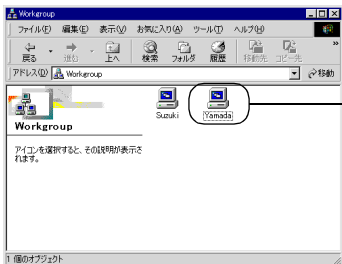 Workgroup
ファイル(F) 編集(E) 表示(V) お気に入り(A) ツール(T) ヘルプ(H)
戻る 進む 上へ 検索 フォルダ 履歴 移動先 コピー先 »
アドレス(D) Workgroup 移動
Workgroup
アイコンを選択すると、その説明が表示されます。
Suzuki Yamada
1 個のオブジェクト